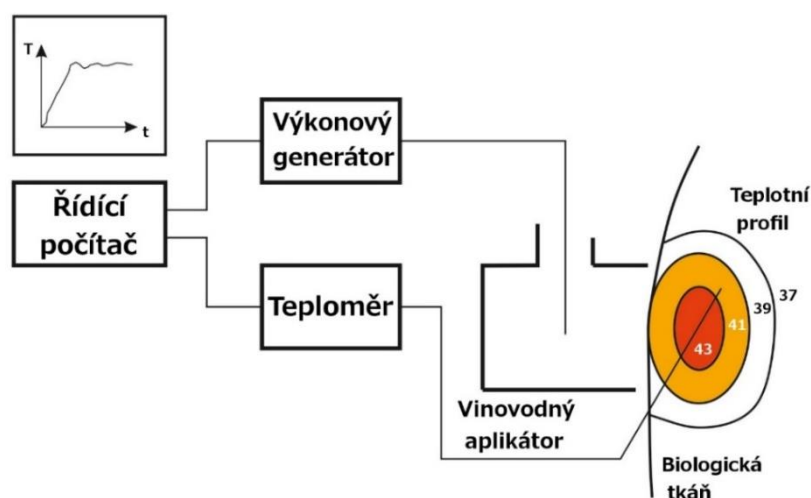 T
t
Výkonový
generátor
Řídící
počítač
Teploměr
Teplotní
profil
37
39
41
43
Vinovodný
aplikátor
Biologická
tkáň